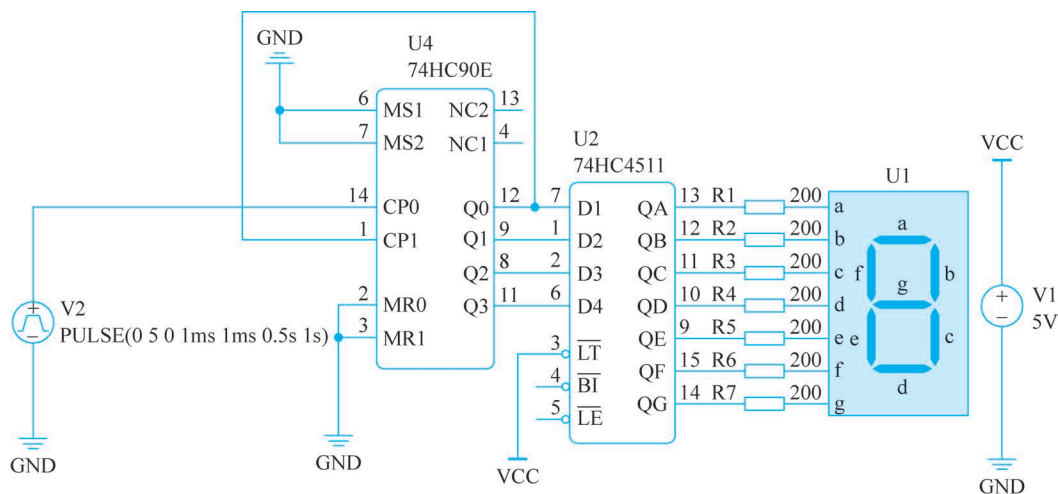 GND
U4
74HC90E
6 MS1 NC2 13
7 MS2 NC1 4
14 CP0 Q0 12
1 CP1 Q1 9
Q2 8
Q3 11
2 MR0
3 MR1
GND
V2
PULSE(0 5 0 1ms 1ms 0.5s 1s)
GND
U2
74HC4511
7 D1 QA 13 R1 200 a
1 D2 QB 12 R2 200 b
2 D3 QC 11 R3 200 c
6 D4 QD 10 R4 200 d
QE 9 R5 200 e
3 LT QF 15 R6 200 f
4 BI QG 14 R7 200 g
5 LE
VCC
U1
a
f b
g
e c
d
VCC
V1
5V
GND